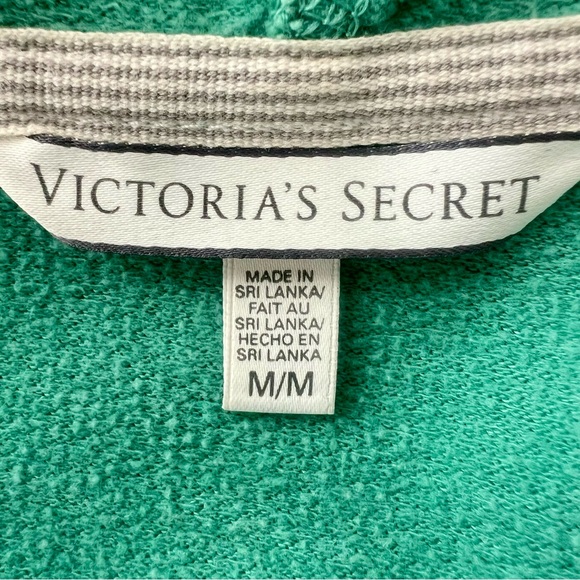 VICTORIA'S SECRET
MADE IN
SRI LANKA/
FAIT AU
SRI LANKA/
HECHO EN
SRI LANKA
M/M